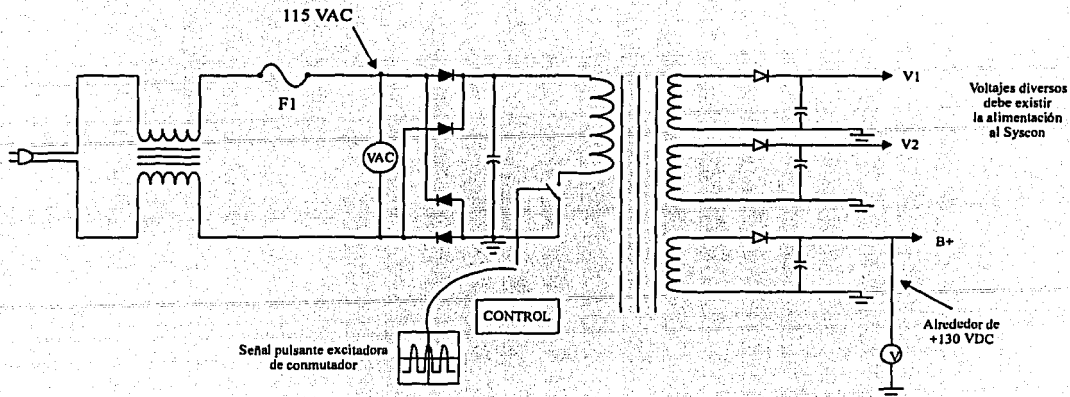 115 VAC
F1
VAC
V1
Voltajes diversos
debe existir
la alimentación
al Syscon
V2
B+
CONTROL
Señal pulsante excitadora
de conmutador
Alrededor de
+130 VDC
V